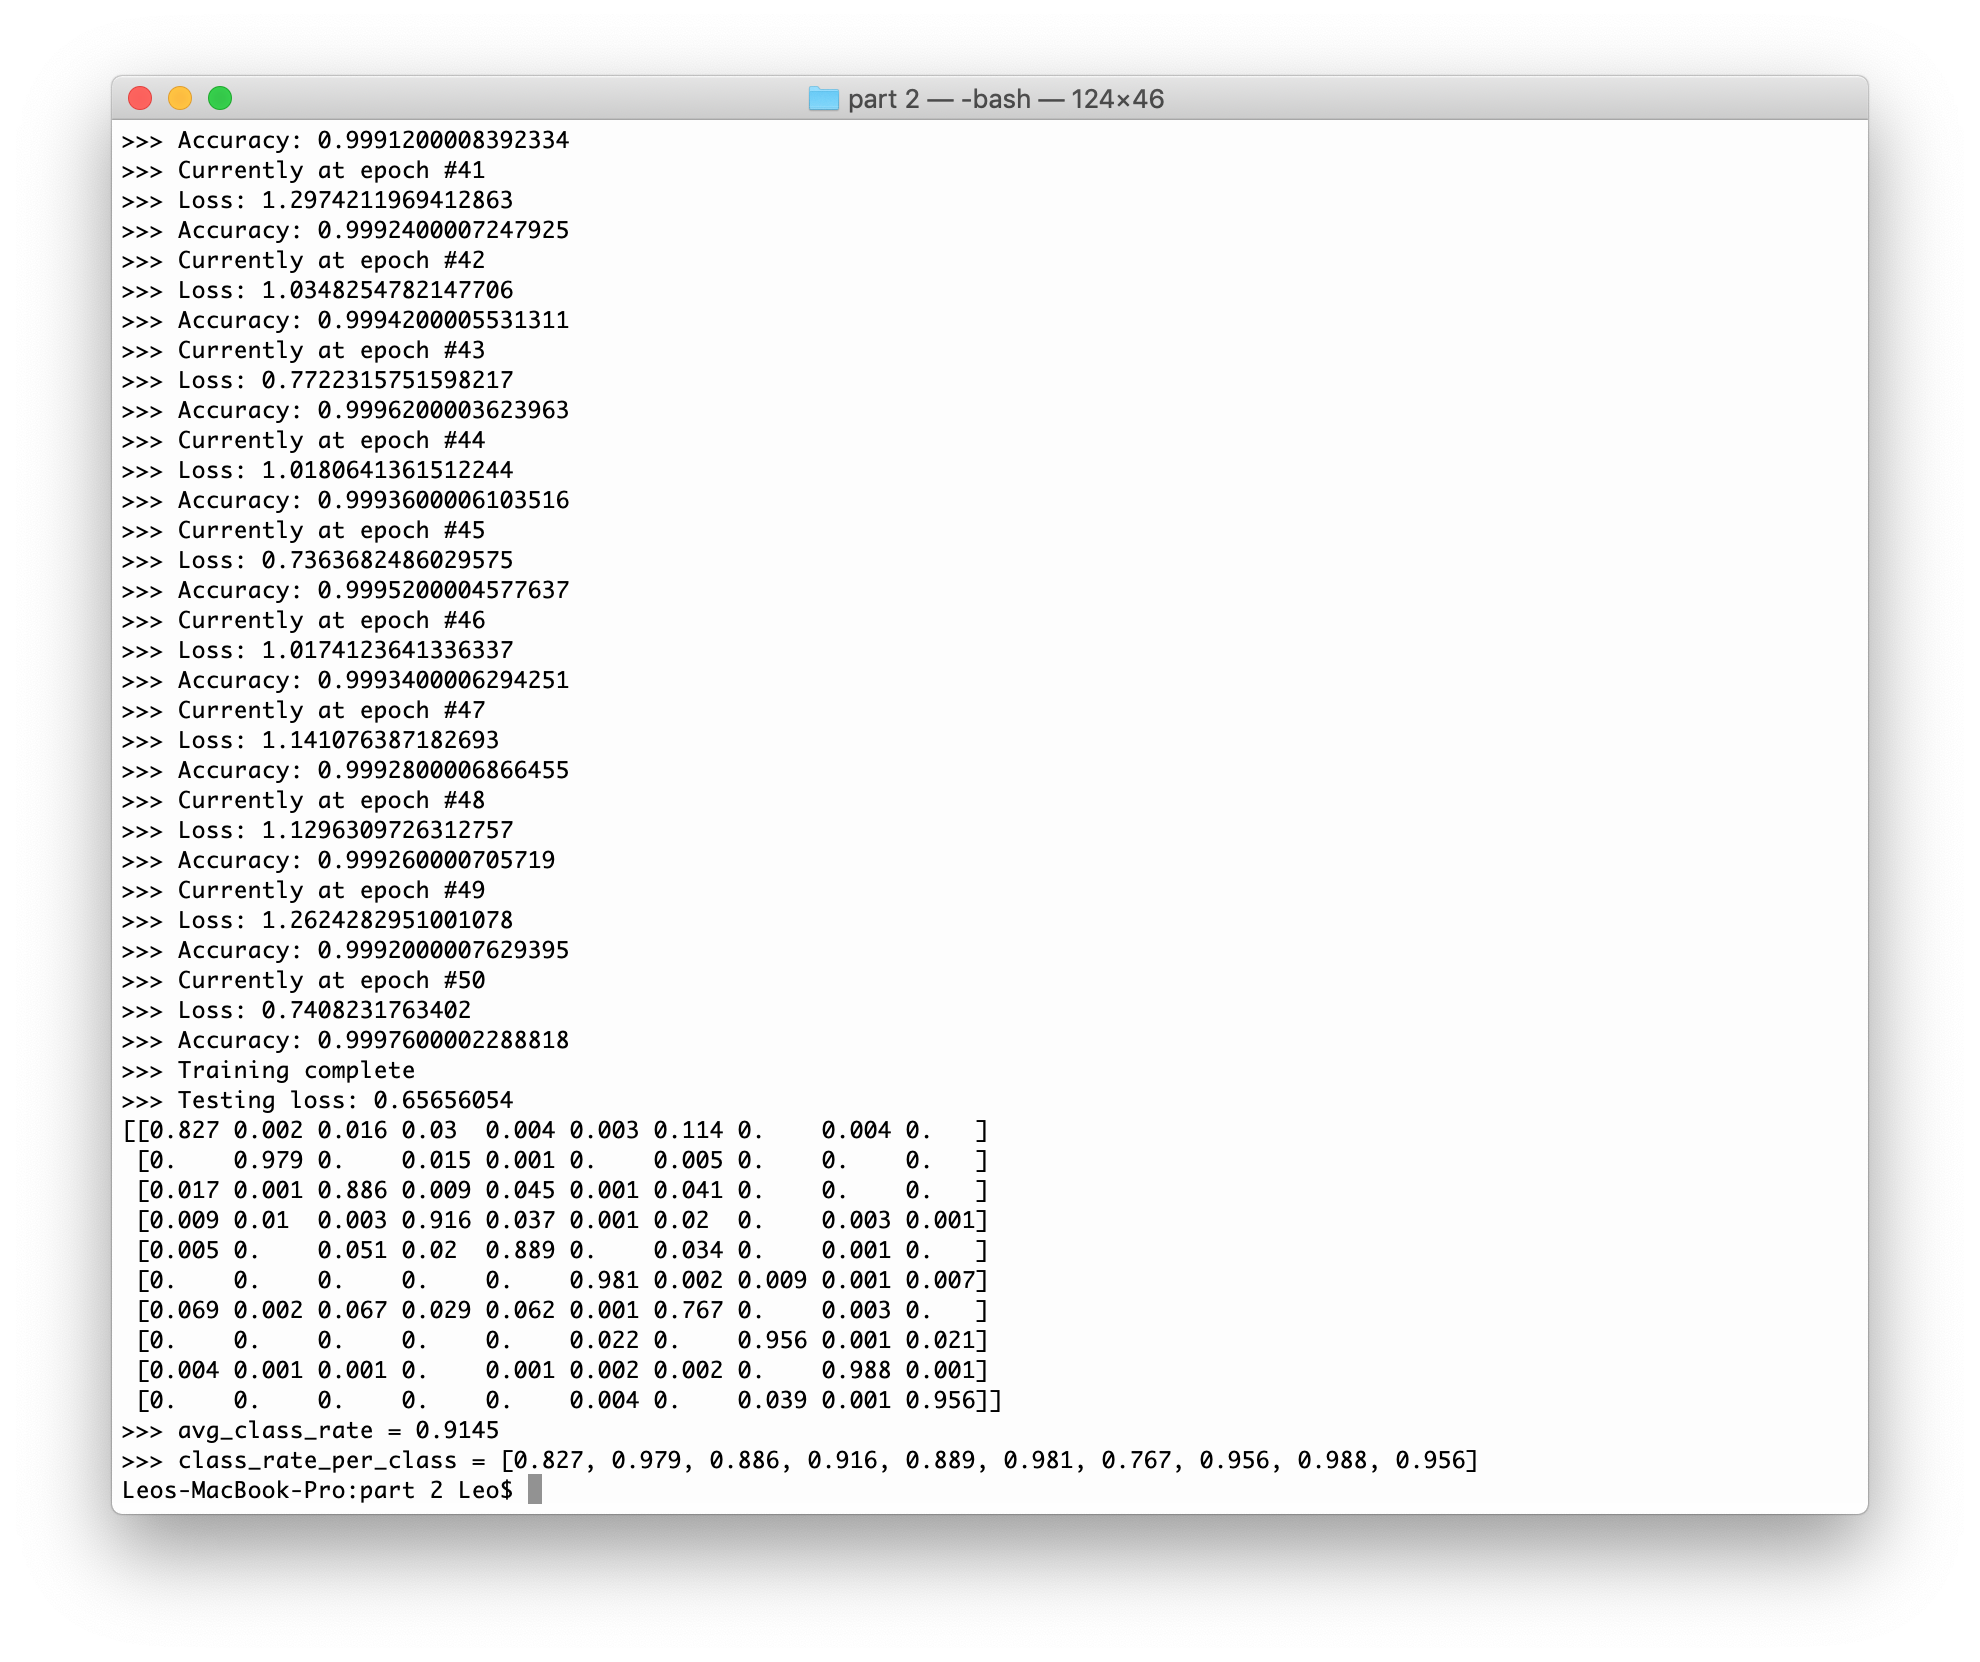 part 2 — -bash — 124×46
>>> Accuracy: 0.9991200008392334
>>> Currently at epoch #41
>>> Loss: 1.2974211969412863
>>> Accuracy: 0.9992400007247925
>>> Currently at epoch #42
>>> Loss: 1.0348254782147706
>>> Accuracy: 0.9994200005531311
>>> Currently at epoch #43
>>> Loss: 0.7722315751598217
>>> Accuracy: 0.9996200003623963
>>> Currently at epoch #44
>>> Loss: 1.0180641361512244
>>> Accuracy: 0.9993600006103516
>>> Currently at epoch #45
>>> Loss: 0.7363682486029575
>>> Accuracy: 0.9995200004577637
>>> Currently at epoch #46
>>> Loss: 1.0174123641336337
>>> Accuracy: 0.9993400006294251
>>> Currently at epoch #47
>>> Loss: 1.141076387182693
>>> Accuracy: 0.9992800006866455
>>> Currently at epoch #48
>>> Loss: 1.1296309726312757
>>> Accuracy: 0.999260000705719
>>> Currently at epoch #49
>>> Loss: 1.2624282951001078
>>> Accuracy: 0.9992000007629395
>>> Currently at epoch #50
>>> Loss: 0.7408231763402
>>> Accuracy: 0.9997600002288818
>>> Training complete
>>> Testing loss: 0.65656054
[[0.827 0.002 0.016 0.03  0.004 0.003 0.114 0.    0.004 0.   ]
 [0.    0.979 0.    0.015 0.001 0.    0.005 0.    0.    0.   ]
 [0.017 0.001 0.886 0.009 0.045 0.001 0.041 0.    0.    0.   ]
 [0.009 0.01  0.003 0.916 0.037 0.001 0.02  0.    0.003 0.001]
 [0.005 0.    0.051 0.02  0.889 0.    0.034 0.    0.001 0.   ]
 [0.    0.    0.    0.    0.    0.981 0.002 0.009 0.001 0.007]
 [0.069 0.002 0.067 0.029 0.062 0.001 0.767 0.    0.003 0.   ]
 [0.    0.    0.    0.    0.    0.022 0.    0.956 0.001 0.021]
 [0.004 0.001 0.001 0.    0.001 0.002 0.002 0.    0.988 0.001]
 [0.    0.    0.    0.    0.    0.004 0.    0.039 0.001 0.956]]
>>> avg_class_rate = 0.9145
>>> class_rate_per_class = [0.827, 0.979, 0.886, 0.916, 0.889, 0.981, 0.767, 0.956, 0.988, 0.956]
Leos-MacBook-Pro:part 2 Leo$